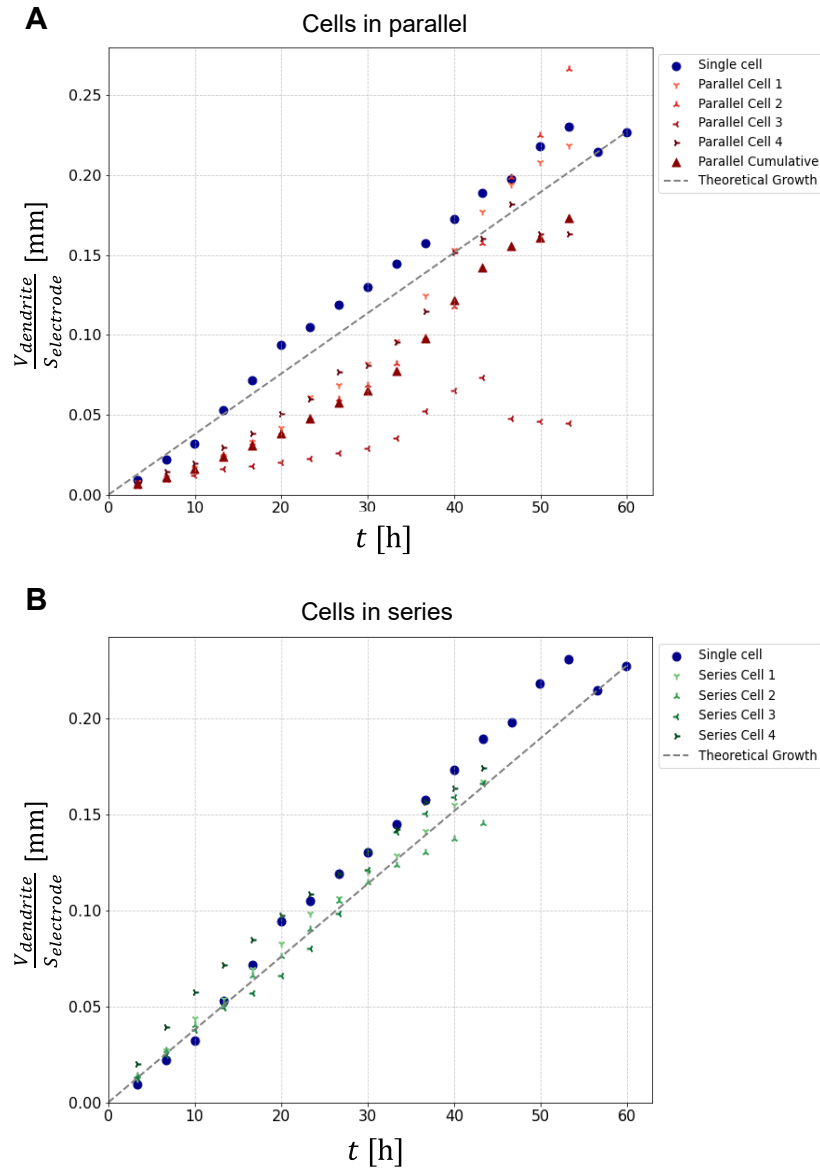 A
Cells in parallel
V_dendrite / S_electrode [mm]
0.25
0.20
0.15
0.10
0.05
0.00
0 10 20 30 40 50 60
t [h]
Single cell
Parallel Cell 1
Parallel Cell 2
Parallel Cell 3
Parallel Cell 4
Parallel Cumulative
Theoretical Growth
B
Cells in series
V_dendrite / S_electrode [mm]
0.20
0.15
0.10
0.05
0.00
0 10 20 30 40 50 60
t [h]
Single cell
Series Cell 1
Series Cell 2
Series Cell 3
Series Cell 4
Theoretical Growth